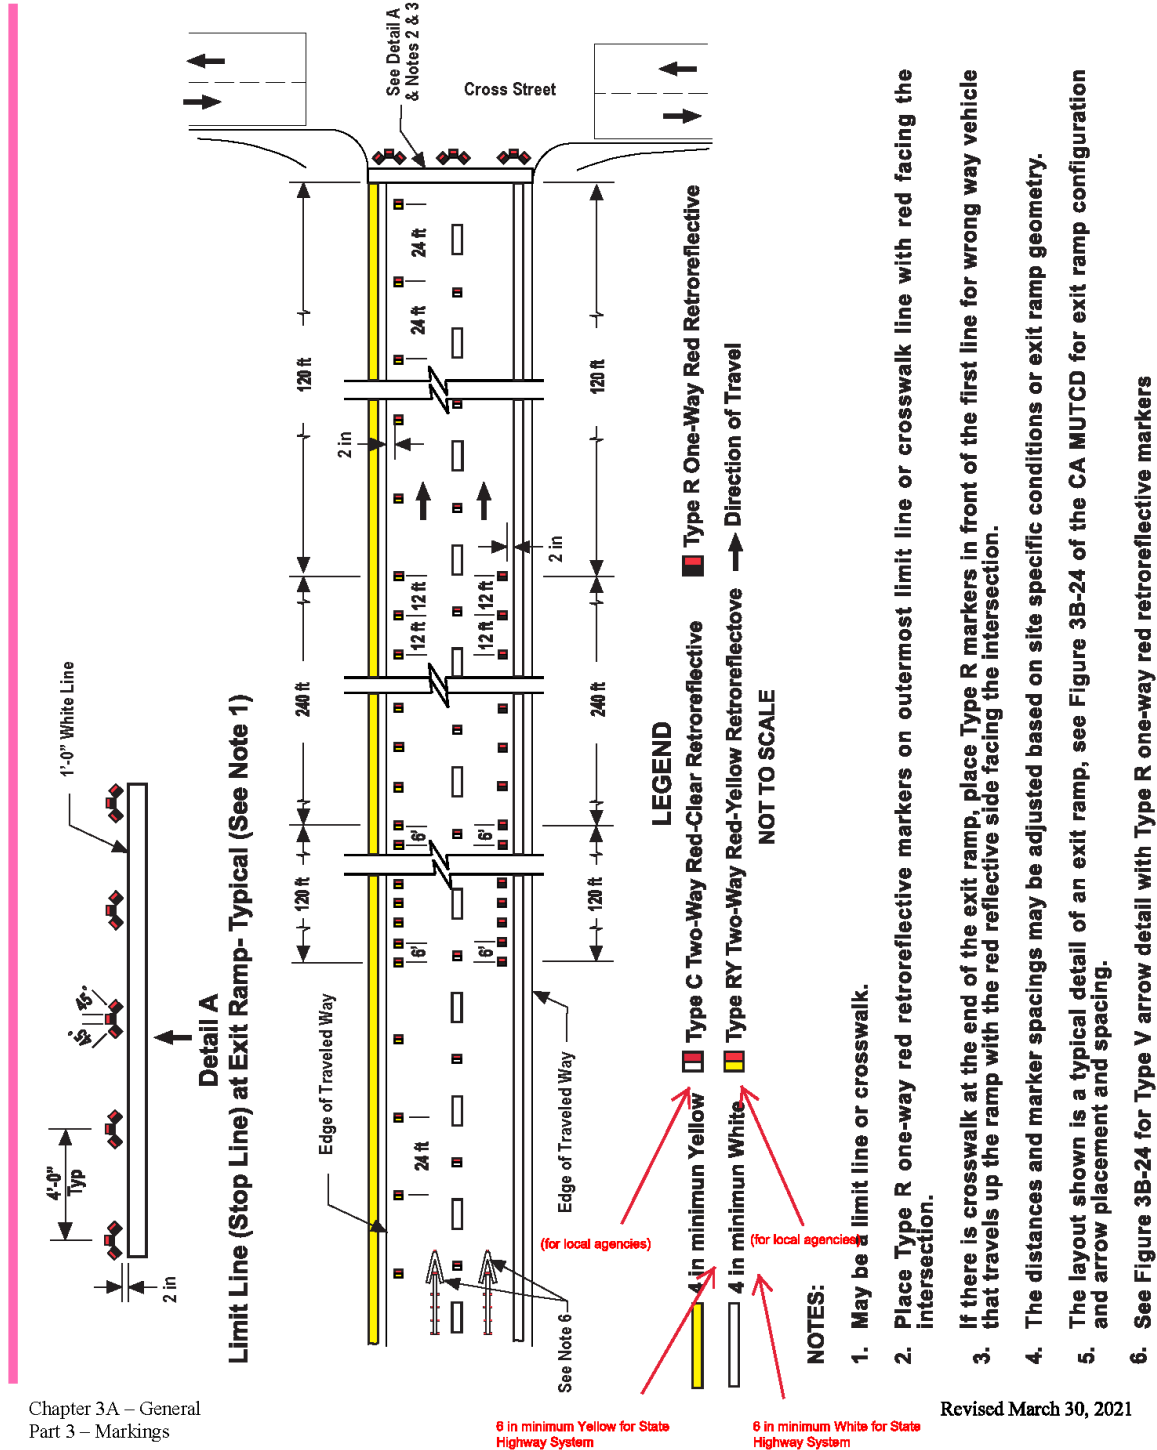 1'-0" White Line
4'-0"
Typ
45°
45°
2 in
Detail A
Limit Line (Stop Line) at Exit Ramp- Typical (See Note 1)
See Detail A
& Notes 2 & 3
Cross Street
120 ft
240 ft
120 ft
Edge of Traveled Way
2 in
24 ft
6'
6'
12 ft
12 ft
24 ft
24 ft
6'
6'
12 ft
12 ft
2 in
See Note 6
Edge of Traveled Way
120 ft
240 ft
120 ft
LEGEND
4 in minimun Yellow
Type C Two-Way Red-Clear Retroreflective
Type R One-Way Red Retroreflective
4 in minimun White
Type RY Two-Way Red-Yellow Retroreflectove
Direction of Travel
NOT TO SCALE
(for local agencies)
(for local agencies)
6 in minimum Yellow for State
Highway System
6 in minimum White for State
Highway System
NOTES:
1. May be a limit line or crosswalk.
2. Place Type R one-way red retroreflective markers on outermost limit line or crosswalk line with red facing the
intersection.
3. If there is crosswalk at the end of the exit ramp, place Type R markers in front of the first line for wrong way vehicle
that travels up the ramp with the red reflective side facing the intersection.
4. The distances and marker spacings may be adjusted based on site specific conditions or exit ramp geometry.
5. The layout shown is a typical detail of an exit ramp, see Figure 3B-24 of the CA MUTCD for exit ramp configuration
and arrow placement and spacing.
6. See Figure 3B-24 for Type V arrow detail with Type R one-way red retroreflective markers
Chapter 3A – General
Part 3 – Markings
Revised March 30, 2021